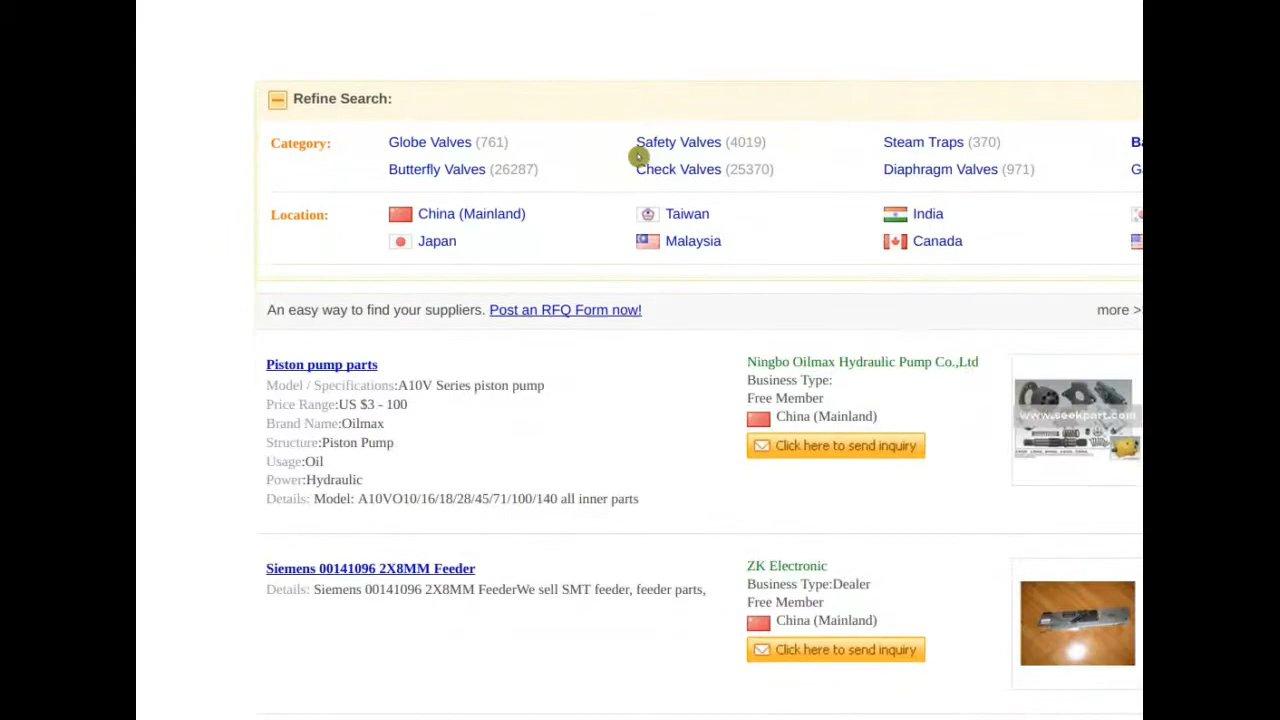 Refine Search:
Category: Globe Valves (761) Safety Valves (4019) Steam Traps (370)
Butterfly Valves (26287) Check Valves (25370) Diaphragm Valves (971)
Location: China (Mainland) Taiwan India
Japan Malaysia Canada
An easy way to find your suppliers. Post an RFQ Form now! more >
Piston pump parts
Model / Specifications:A10V Series piston pump
Price Range:US $3 - 100
Brand Name:Oilmax
Structure:Piston Pump
Usage:Oil
Power:Hydraulic
Details: Model: A10VO10/16/18/28/45/71/100/140 all inner parts
Ningbo Oilmax Hydraulic Pump Co.,Ltd
Business Type:
Free Member
China (Mainland)
Click here to send inquiry
www.seekpart.com
Siemens 00141096 2X8MM Feeder
Details: Siemens 00141096 2X8MM FeederWe sell SMT feeder, feeder parts,
ZK Electronic
Business Type:Dealer
Free Member
China (Mainland)
Click here to send inquiry